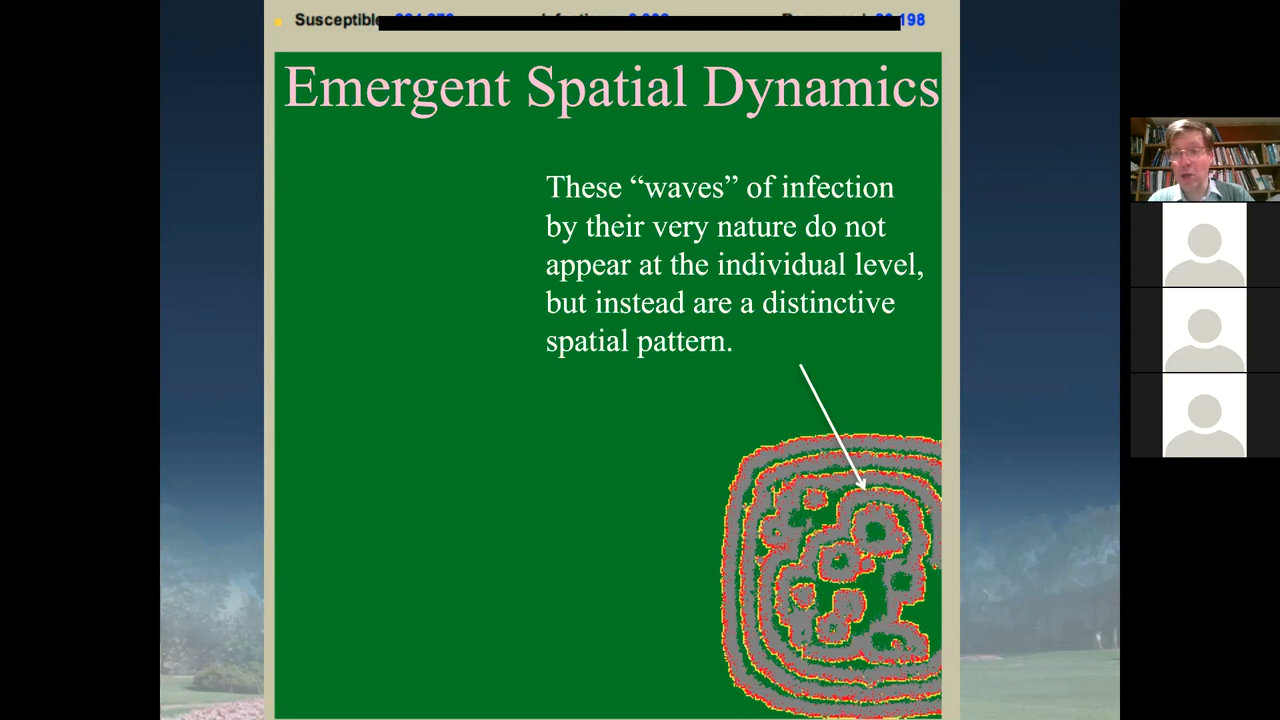 Susceptible 198
Emergent Spatial Dynamics
These “waves” of infection
by their very nature do not
appear at the individual level,
but instead are a distinctive
spatial pattern.